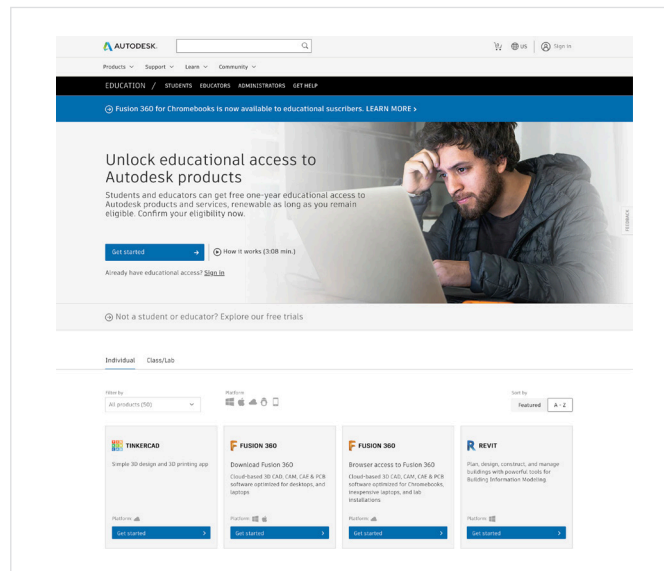 AUTODESK.
US
Sign In
Products Support Learn Community
EDUCATION / STUDENTS EDUCATORS ADMINISTRATORS GET HELP
Fusion 360 for Chromebooks is now available to educational suscribers. LEARN MORE >
Unlock educational access to
Autodesk products
Students and educators can get free one-year educational access to
Autodesk products and services, renewable as long as you remain
eligible. Confirm your eligibility now.
FEEDBACK
Get started
How it works (3:08 min.)
Already have educational access? Sign in
Not a student or educator? Explore our free trials
Individual Class/Lab
Filter by
Platform
Sort by
All products (50)
Featured A - Z
TINKERCAD
Simple 3D design and 3D printing app
Platform
Get started
FUSION 360
Download Fusion 360
Cloud-based 3D CAD, CAM, CAE & PCB
software optimized for desktops, and
laptops
Platform
Get started
FUSION 360
Browser access to Fusion 360
Cloud-based 3D CAD, CAM, CAE & PCB
software optimized for Chromebooks,
inexpensive laptops, and lab
installations
Platform
Get started
REVIT
Plan, design, construct, and manage
buildings with powerful tools for
Building Information Modeling.
Platform
Get started